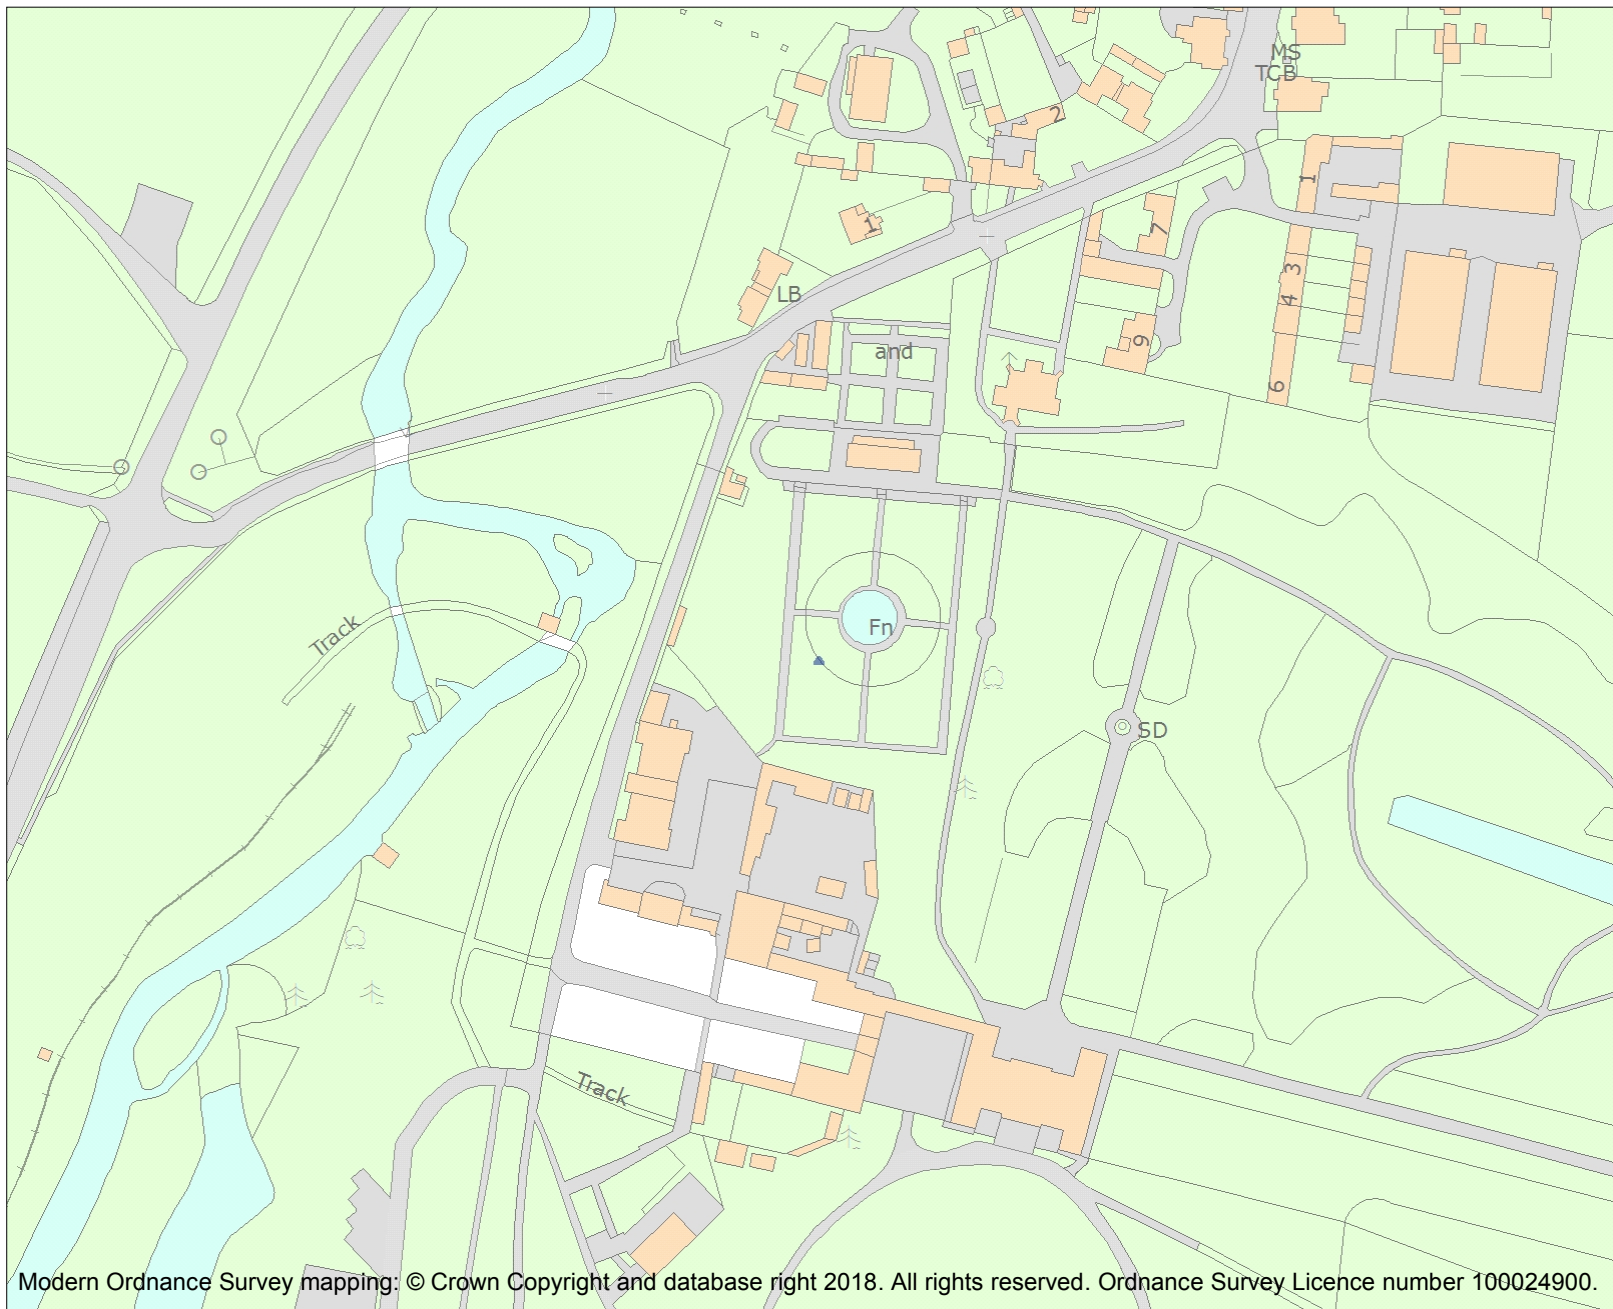 MS
TCB
2
1
1
7
LB
3
4
and
9
6
Fn
Track
SD
Track
Modern Ordnance Survey mapping: © Crown Copyright and database right 2018. All rights reserved. Ordnance Survey Licence number 100024900.